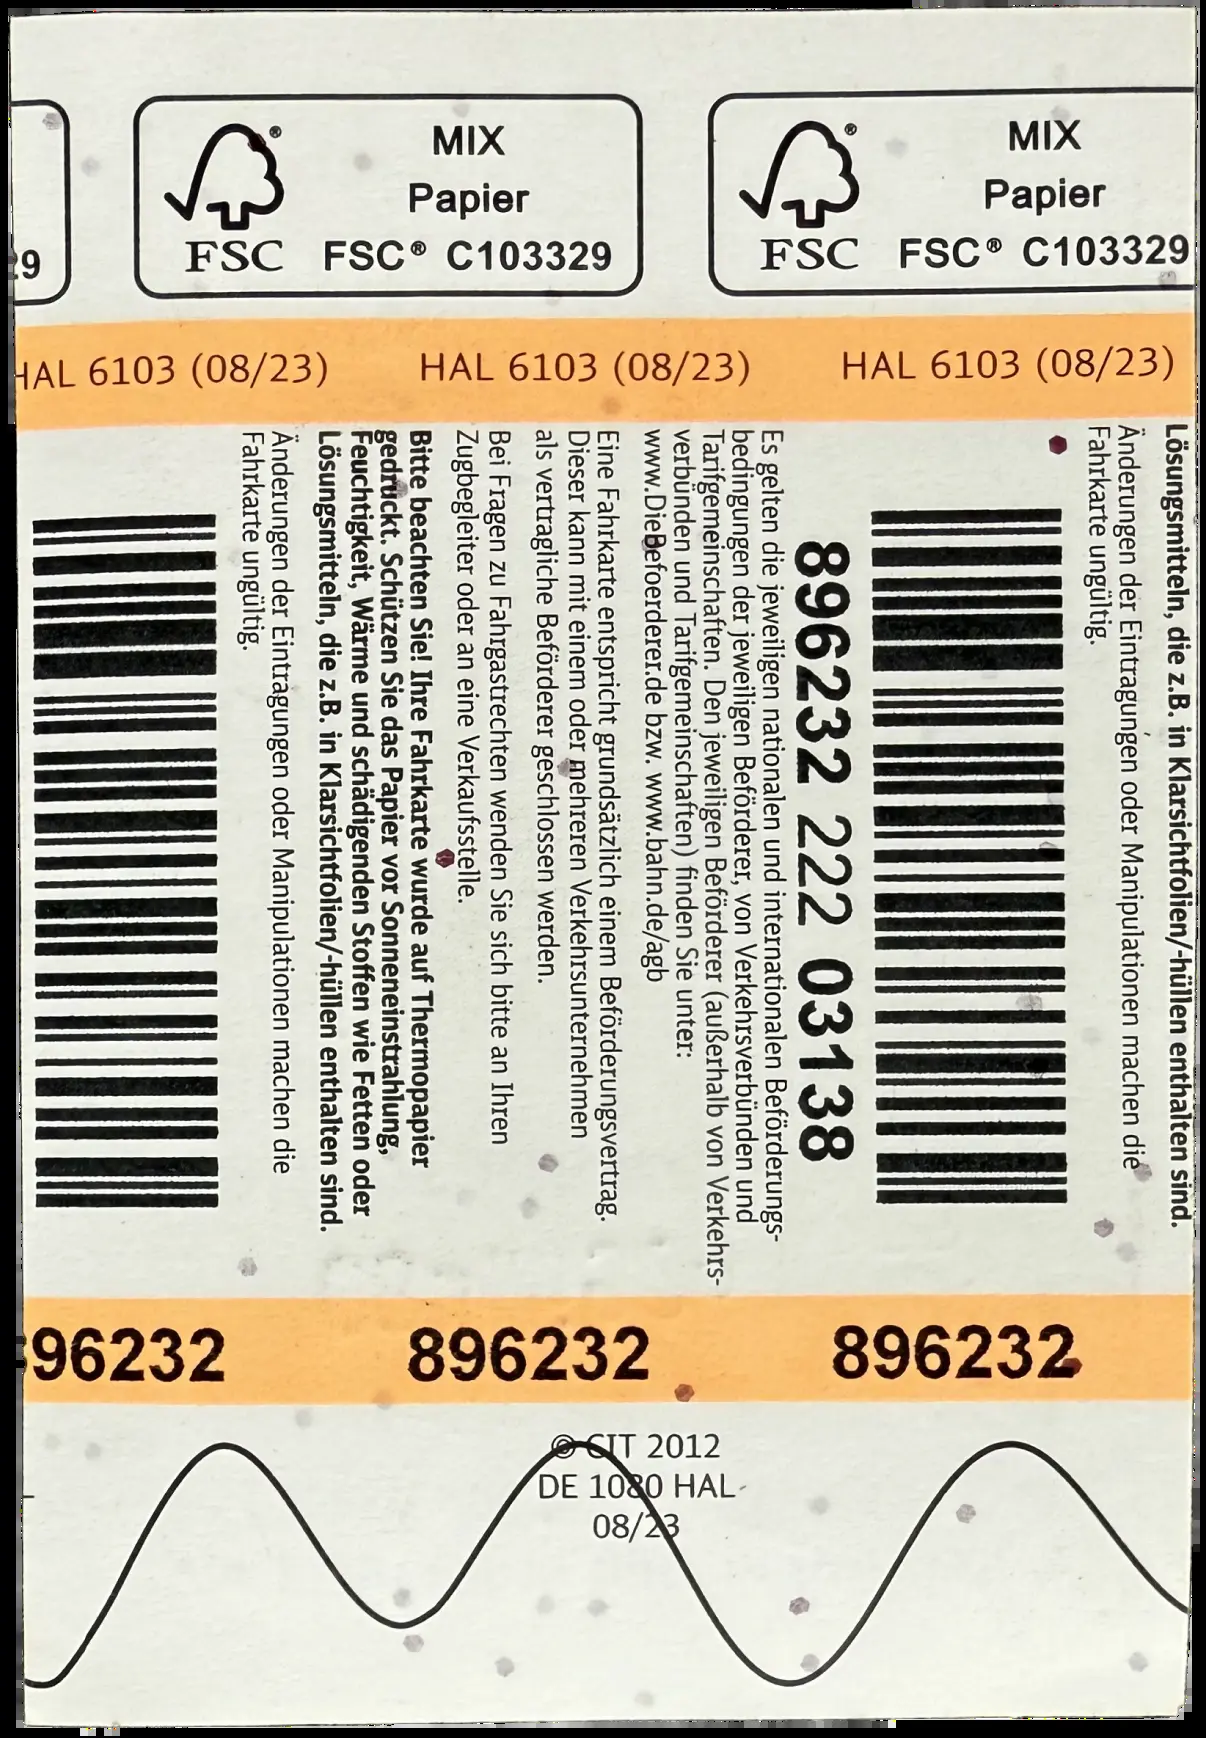 29
FSC®
MIX
Papier
FSC® C103329
FSC®
MIX
Papier
FSC® C103329
HAL 6103 (08/23)
HAL 6103 (08/23)
HAL 6103 (08/23)
Lösungsmitteln, die z.B. in Klarsichtfolien/-hüllen enthalten sind.
Änderungen der Eintragungen oder Manipulationen machen die
Fahrkarte ungültig.
896232 222 03138
Es gelten die jeweiligen nationalen und internationalen Beförderungs-
bedingungen der jeweiligen Beförderer, von Verkehrsverbünden und
Tarifgemeinschaften. Den jeweiligen Beförderer (außerhalb von Verkehrs-
verbünden und Tarifgemeinschaften) finden Sie unter:
www.DieBefoerderer.de bzw. www.bahn.de/agb
Eine Fahrkarte entspricht grundsätzlich einem Beförderungsvertrag.
Dieser kann mit einem oder mehreren Verkehrsunternehmen
als vertragliche Beförderer geschlossen werden.
Bei Fragen zu Fahrgastrechten wenden Sie sich bitte an Ihren
Zugbegleiter oder an eine Verkaufsstelle.
Bitte beachten Sie! Ihre Fahrkarte wurde auf Thermopapier
gedruckt. Schützen Sie das Papier vor Sonneneinstrahlung,
Feuchtigkeit, Wärme und schädigenden Stoffen wie Fetten oder
Lösungsmitteln, die z.B. in Klarsichtfolien/-hüllen enthalten sind.
Änderungen der Eintragungen oder Manipulationen machen die
Fahrkarte ungültig.
896232
896232
896232
© CIT 2012
DE 1080 HAL
08/23